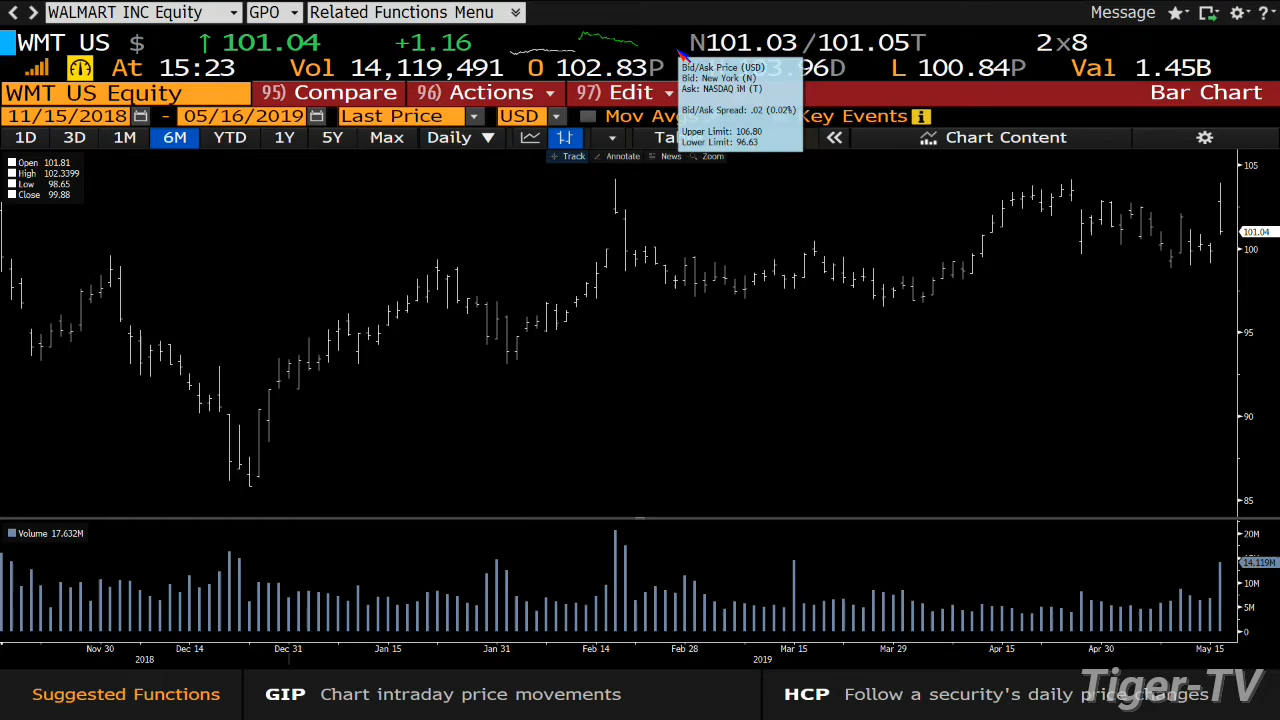 WALMART INC Equity GPO Related Functions Menu Message
WMT US $ ↑ 101.04 +1.16 N101.03 /101.05T 2x8
At 15:23 Vol 14,119,491 O 102.83P 3.96D L 100.84P Val 1.45B
Bid/Ask Price (USD)
Bid: New York (N)
Ask: NASDAQ iM (T)
Bid/Ask Spread: .02 (0.02%)
Upper Limit: 106.80
Lower Limit: 96.63
WMT US Equity 95) Compare 96) Actions 97) Edit Bar Chart
11/15/2018 - 05/16/2019 Last Price USD Mov Avgs Key Events
1D 3D 1M 6M YTD 1Y 5Y Max Daily ▼ « Chart Content
Track Annotate News Zoom
Open 101.81
High 102.3399
Low 98.65
Close 99.88
105
101.04
100
95
90
85
Volume 17.632M
20M
14.119M
10M
5M
0
Nov 30 Dec 14 Dec 31 Jan 15 Jan 31 Feb 14 Feb 28 Mar 15 Mar 29 Apr 15 Apr 30 May 15
2018 2019
Suggested Functions GIP Chart intraday price movements HCP Follow a security's daily price changes
Tiger-TV